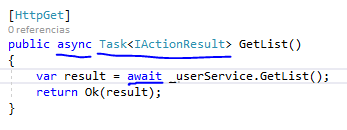 [HttpGet]
0 referencias
public async Task<IActionResult> GetList()
{
var result = await _userService.GetList();
return Ok(result);
}